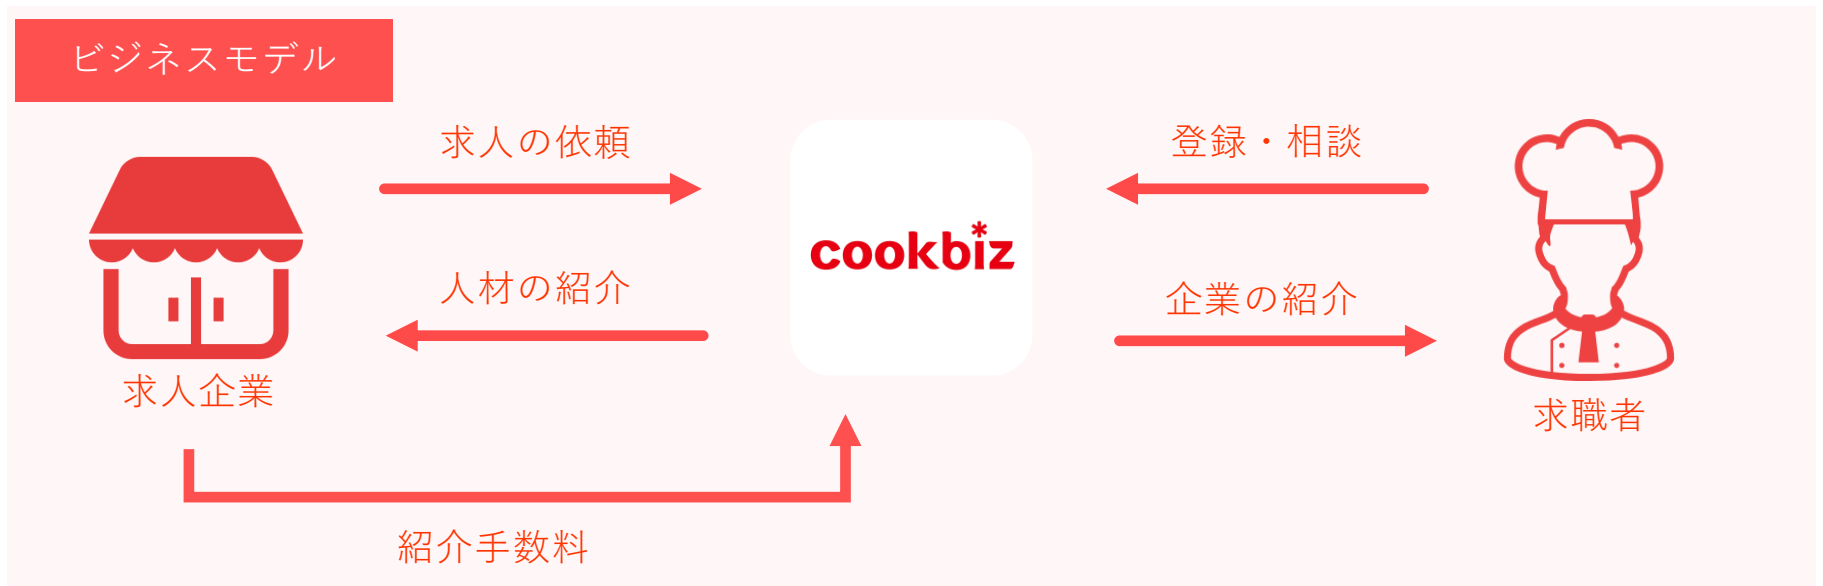 ビジネスモデル
求人の依頼
登録・相談
cookbiz
人材の紹介
企業の紹介
求人企業
求職者
紹介手数料